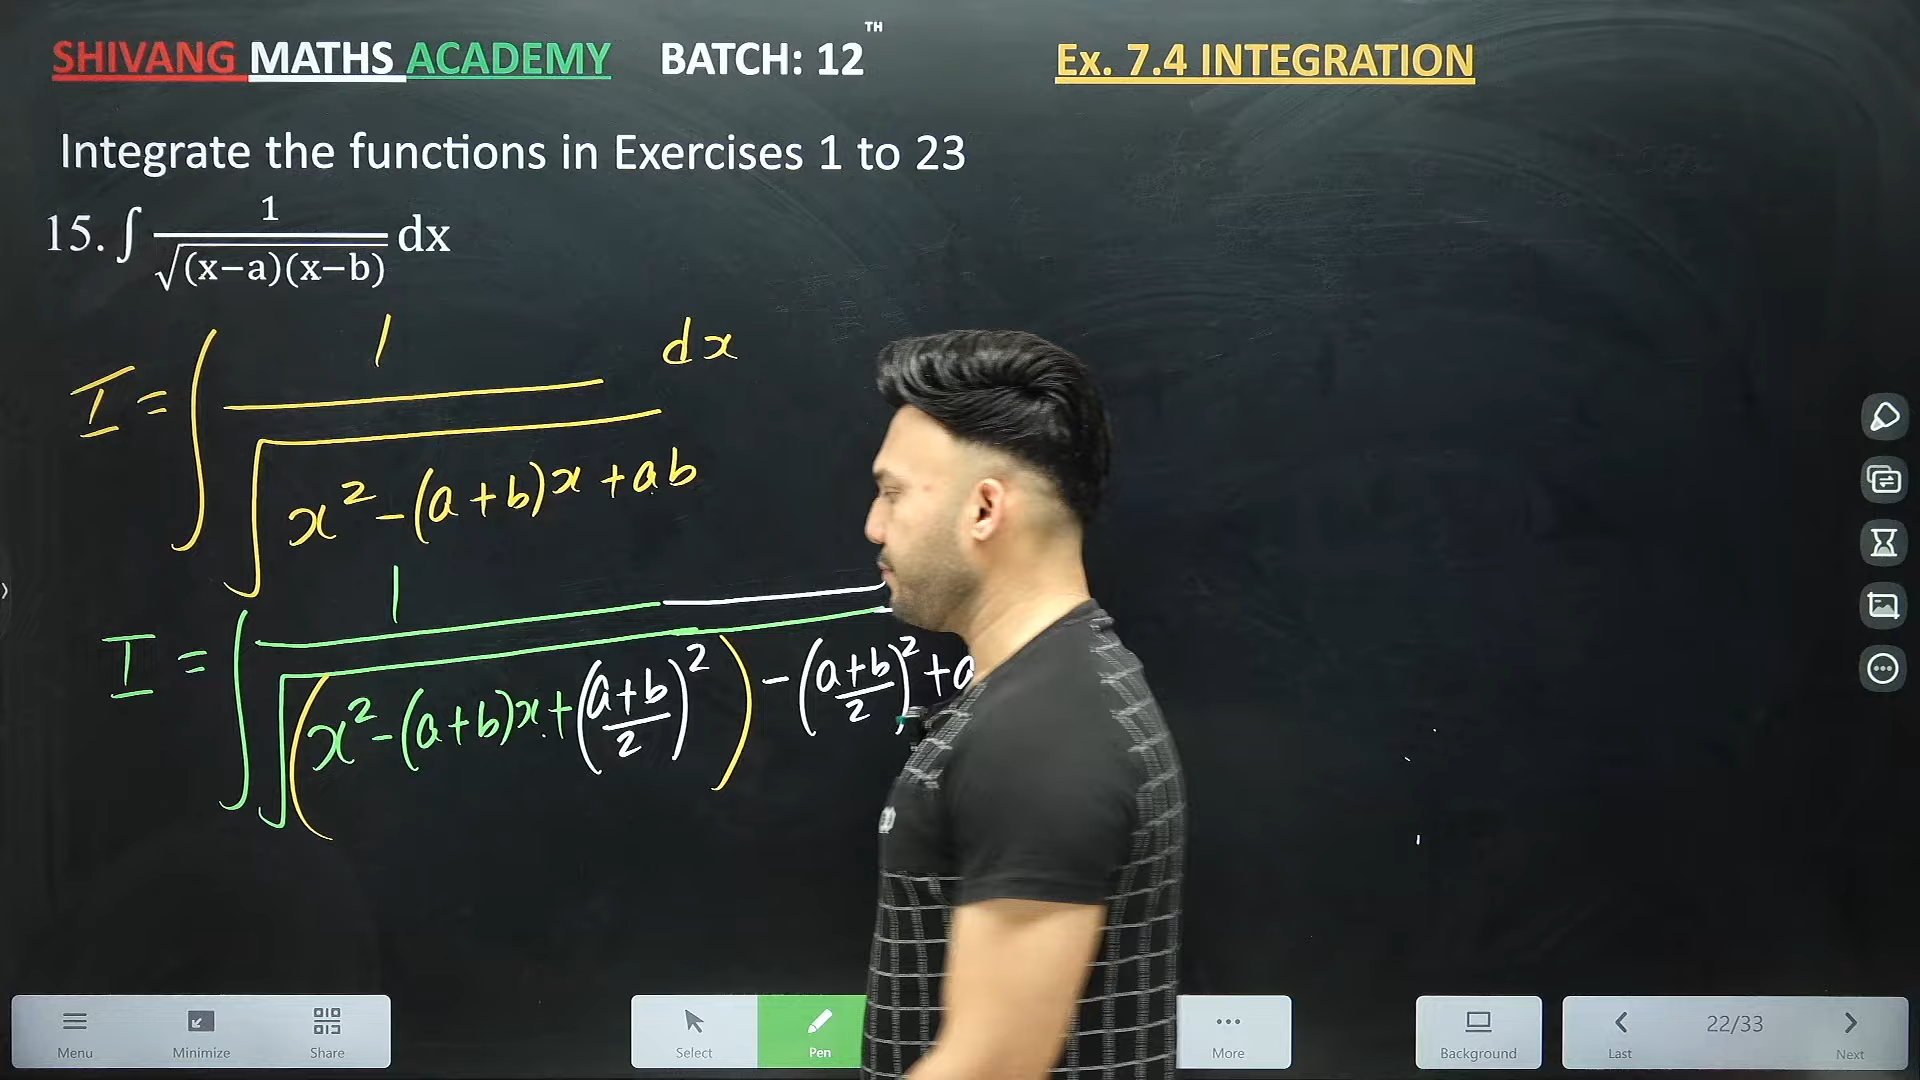 SHIVANG MATHS ACADEMY BATCH: 12TH Ex. 7.4 INTEGRATION
Integrate the functions in Exercises 1 to 23
15. ∫ 1/√((x−a)(x−b)) dx
I = ∫ 1/√(x² − (a+b)x + ab) dx
I = ∫ 1/√((x² − (a+b)x + ((a+b)/2)²) − ((a+b)/2)² + a
Menu Minimize Share Select Pen More Background Last 22/33 Next